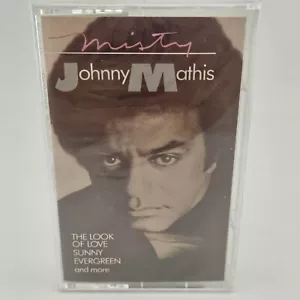 Misty
Johnny Mathis
THE LOOK
OF LOVE
SUNNY
EVERGREEN
and more